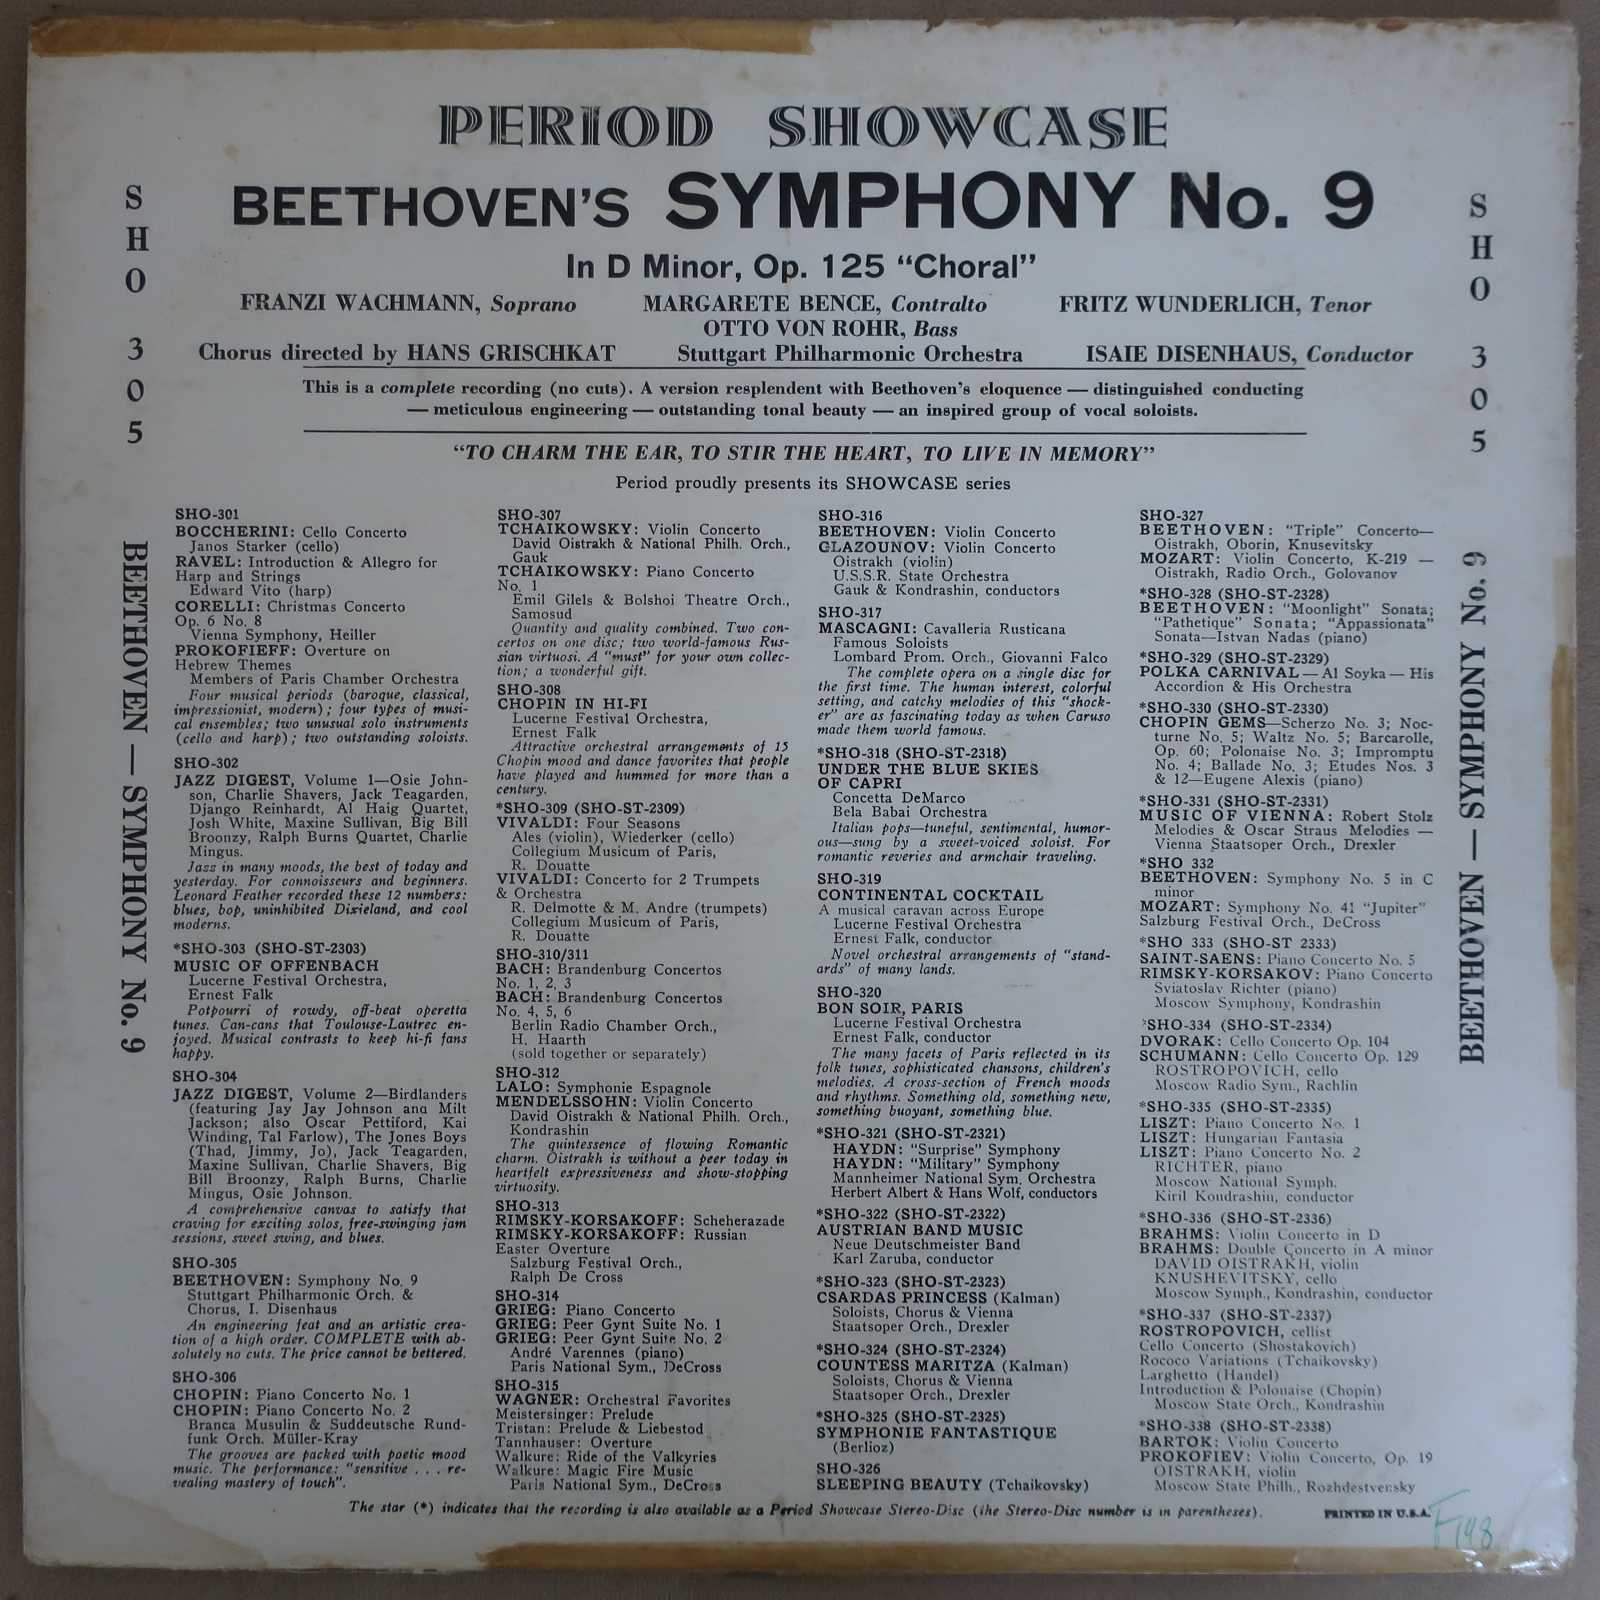 PERIOD SHOWCASE
BEETHOVEN'S SYMPHONY No. 9
In D Minor, Op. 125 "Choral"
FRANZI WACHMANN, Soprano MARGARETE BENCE, Contralto FRITZ WUNDERLICH, Tenor
OTTO VON ROHR, Bass
Chorus directed by HANS GRISCHKAT Stuttgart Philharmonic Orchestra ISAIE DISENHAUS, Conductor
This is a complete recording (no cuts). A version resplendent with Beethoven's eloquence — distinguished conducting
— meticulous engineering — outstanding tonal beauty — an inspired group of vocal soloists.
"TO CHARM THE EAR, TO STIR THE HEART, TO LIVE IN MEMORY"
Period proudly presents its SHOWCASE series
SHO 305
BEETHOVEN — SYMPHONY No. 9
SHO-301
BOCCHERINI: Cello Concerto
Janos Starker (cello)
RAVEL: Introduction & Allegro for
Harp and Strings
Edward Vito (harp)
CORELLI: Christmas Concerto
Op. 6 No. 8
Vienna Symphony, Heiller
PROKOFIEFF: Overture on
Hebrew Themes
Members of Paris Chamber Orchestra
Four musical periods (baroque, classical,
impressionist, modern); four types of musi-
cal ensembles; two unusual solo instruments
(cello and harp); two outstanding soloists.
SHO-302
JAZZ DIGEST, Volume 1—Osie John-
son, Charlie Shavers, Jack Teagarden,
Django Reinhardt, Al Haig Quartet,
Josh White, Maxine Sullivan, Big Bill
Broonzy, Ralph Burns Quartet, Charlie
Mingus.
Jazz in many moods, the best of today and
yesterday. For connoisseurs and beginners.
Leonard Feather recorded these 12 numbers:
blues, bop, uninhibited Dixieland, and cool
moderns.
*SHO-303 (SHO-ST-2303)
MUSIC OF OFFENBACH
Lucerne Festival Orchestra,
Ernest Falk
Potpourri of rowdy, off-beat operetta
tunes. Can-cans that Toulouse-Lautrec en-
joyed. Musical contrasts to keep hi-fi fans
happy.
SHO-304
JAZZ DIGEST, Volume 2—Birdlanders
(featuring Jay Jay Johnson and Milt
Jackson; also Oscar Pettiford, Kai
Winding, Tal Farlow), The Jones Boys
(Thad, Jimmy, Jo), Jack Teagarden,
Maxine Sullivan, Charlie Shavers, Big
Bill Broonzy, Ralph Burns, Charlie
Mingus, Osie Johnson.
A comprehensive canvas to satisfy that
craving for exciting solos, free-swinging jam
sessions, sweet swing, and blues.
SHO-305
BEETHOVEN: Symphony No. 9
Stuttgart Philharmonic Orch. &
Chorus, I. Disenhaus
An engineering feat and an artistic crea-
tion of a high order. COMPLETE with ab-
solutely no cuts. The price cannot be bettered.
SHO-306
CHOPIN: Piano Concerto No. 1
CHOPIN: Piano Concerto No. 2
Branca Musulin & Suddeutsche Rund-
funk Orch. Müller-Kray
The grooves are packed with poetic mood
music. The performance: "sensitive . . . re-
vealing mastery of touch".
SHO-307
TCHAIKOWSKY: Violin Concerto
David Oistrakh & National Philh. Orch.,
Gauk
TCHAIKOWSKY: Piano Concerto
No. 1
Emil Gilels & Bolshoi Theatre Orch.,
Samosud
Quantity and quality combined. Two con-
certos on one disc; two world-famous Rus-
sian virtuosi. A "must" for your own collec-
tion; a wonderful gift.
SHO-308
CHOPIN IN HI-FI
Lucerne Festival Orchestra,
Ernest Falk
Attractive orchestral arrangements of 15
Chopin mood and dance favorites that people
have played and hummed for more than a
century.
*SHO-309 (SHO-ST-2309)
VIVALDI: Four Seasons
Ales (violin), Wiederker (cello)
Collegium Musicum of Paris,
R. Douatte
VIVALDI: Concerto for 2 Trumpets
& Orchestra
R. Delmotte & M. Andre (trumpets)
Collegium Musicum of Paris,
R. Douatte
SHO-310/311
BACH: Brandenburg Concertos
No. 1, 2, 3
BACH: Brandenburg Concertos
No. 4, 5, 6
Berlin Radio Chamber Orch.,
H. Haarth
(sold together or separately)
SHO-312
LALO: Symphonie Espagnole
MENDELSSOHN: Violin Concerto
David Oistrakh & National Philh. Orch.,
Kondrashin
The quintessence of flowing Romantic
charm. Oistrakh is without a peer today in
heartfelt expressiveness and show-stopping
virtuosity.
SHO-313
RIMSKY-KORSAKOFF: Scheherazade
RIMSKY-KORSAKOFF: Russian
Easter Overture
Salzburg Festival Orch.,
Ralph De Cross
SHO-314
GRIEG: Piano Concerto
GRIEG: Peer Gynt Suite No. 1
GRIEG: Peer Gynt Suite No. 2
André Varennes (piano)
Paris National Sym., DeCross
SHO-315
WAGNER: Orchestral Favorites
Meistersinger: Prelude
Tristan: Prelude & Liebestod
Tannhauser: Overture
Walkure: Ride of the Valkyries
Walkure: Magic Fire Music
Paris National Sym., DeCross
SHO-316
BEETHOVEN: Violin Concerto
GLAZOUNOV: Violin Concerto
Oistrakh (violin)
U.S.S.R. State Orchestra
Gauk & Kondrashin, conductors
SHO-317
MASCAGNI: Cavalleria Rusticana
Famous Soloists
Lombard Prom. Orch., Giovanni Falco
The complete opera on a single disc for
the first time. The human interest, colorful
setting, and catchy melodies of this "shock-
er" are as fascinating today as when Caruso
made them world famous.
*SHO-318 (SHO-ST-2318)
UNDER THE BLUE SKIES
OF CAPRI
Concetta DeMarco
Bela Babai Orchestra
Italian pops—tuneful, sentimental, humor-
ous—sung by a sweet-voiced soloist. For
romantic reveries and armchair traveling.
SHO-319
CONTINENTAL COCKTAIL
A musical caravan across Europe
Lucerne Festival Orchestra
Ernest Falk, conductor
Novel orchestral arrangements of "stand-
ards" of many lands.
SHO-320
BON SOIR, PARIS
Lucerne Festival Orchestra
Ernest Falk, conductor
The many facets of Paris reflected in its
folk tunes, sophisticated chansons, children's
melodies. A cross-section of French moods
and rhythms. Something old, something new,
something buoyant, something blue.
*SHO-321 (SHO-ST-2321)
HAYDN: "Surprise" Symphony
HAYDN: "Military" Symphony
Mannheimer National Sym. Orchestra
Herbert Albert & Hans Wolf, conductors
*SHO-322 (SHO-ST-2322)
AUSTRIAN BAND MUSIC
Neue Deutschmeister Band
Karl Zaruba, conductor
*SHO-323 (SHO-ST-2323)
CSARDAS PRINCESS (Kalman)
Soloists, Chorus & Vienna
Staatsoper Orch., Drexler
*SHO-324 (SHO-ST-2324)
COUNTESS MARITZA (Kalman)
Soloists, Chorus & Vienna
Staatsoper Orch., Drexler
*SHO-325 (SHO-ST-2325)
SYMPHONIE FANTASTIQUE
(Berlioz)
SHO-326
SLEEPING BEAUTY (Tchaikovsky)
SHO-327
BEETHOVEN: "Triple" Concerto—
Oistrakh, Oborin, Knusevitsky
MOZART: Violin Concerto, K-219 —
Oistrakh, Radio Orch., Golovanov
*SHO-328 (SHO-ST-2328)
BEETHOVEN: "Moonlight" Sonata;
"Pathetique" Sonata; "Appassionata"
Sonata—Istvan Nadas (piano)
*SHO-329 (SHO-ST-2329)
POLKA CARNIVAL — Al Soyka — His
Accordion & His Orchestra
*SHO-330 (SHO-ST-2330)
CHOPIN GEMS—Scherzo No. 3; Noc-
turne No. 5; Waltz No. 5; Barcarolle,
Op. 60; Polonaise No. 3; Impromptu
No. 4; Ballade No. 3; Etudes Nos. 3
& 12—Eugene Alexis (piano)
*SHO-331 (SHO-ST-2331)
MUSIC OF VIENNA: Robert Stolz
Melodies & Oscar Straus Melodies —
Vienna Staatsoper Orch., Drexler
*SHO 332
BEETHOVEN: Symphony No. 5 in C
minor
MOZART: Symphony No. 41 "Jupiter"
Salzburg Festival Orch., DeCross
*SHO 333 (SHO-ST 2333)
SAINT-SAENS: Piano Concerto No. 5
RIMSKY-KORSAKOV: Piano Concerto
Sviatoslav Richter (piano)
Moscow Symphony, Kondrashin
*SHO-334 (SHO-ST-2334)
DVORAK: Cello Concerto Op. 104
SCHUMANN: Cello Concerto Op. 129
ROSTROPOVICH, cello
Moscow Radio Sym., Rachlin
*SHO-335 (SHO-ST-2335)
LISZT: Piano Concerto No. 1
LISZT: Hungarian Fantasia
LISZT: Piano Concerto No. 2
RICHTER, piano
Moscow National Symph.
Kiril Kondrashin, conductor
*SHO-336 (SHO-ST-2336)
BRAHMS: Violin Concerto in D
BRAHMS: Double Concerto in A minor
DAVID OISTRAKH, violin
KNUSHEVITSKY, cello
Moscow Symph., Kondrashin, conductor
*SHO-337 (SHO-ST-2337)
ROSTROPOVICH, cellist
Cello Concerto (Shostakovich)
Rococo Variations (Tchaikovsky)
Larghetto (Handel)
Introduction & Polonaise (Chopin)
Moscow State Orch., Kondrashin
*SHO-338 (SHO-ST-2338)
BARTOK: Violin Concerto
PROKOFIEV: Violin Concerto, Op. 19
OISTRAKH, violin
Moscow State Philh., Rozhdestvensky
SHO 305
BEETHOVEN — SYMPHONY No. 9
The star (*) indicates that the recording is also available as a Period Showcase Stereo-Disc (the Stereo-Disc number is in parentheses).
PRINTED IN U.S.A.